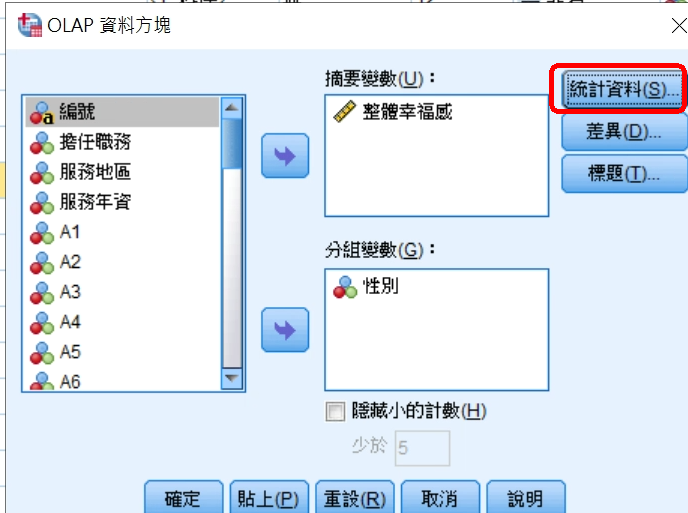 OLAP 資料方塊
摘要變數(U)：
統計資料(S)...
差異(D)...
標題(T)...
編號
擔任職務
服務地區
服務年資
A1
A2
A3
A4
A5
A6
整體幸福感
分組變數(G)：
性別
隱藏小的計數(H)
少於 5
確定 貼上(P) 重設(R) 取消 說明